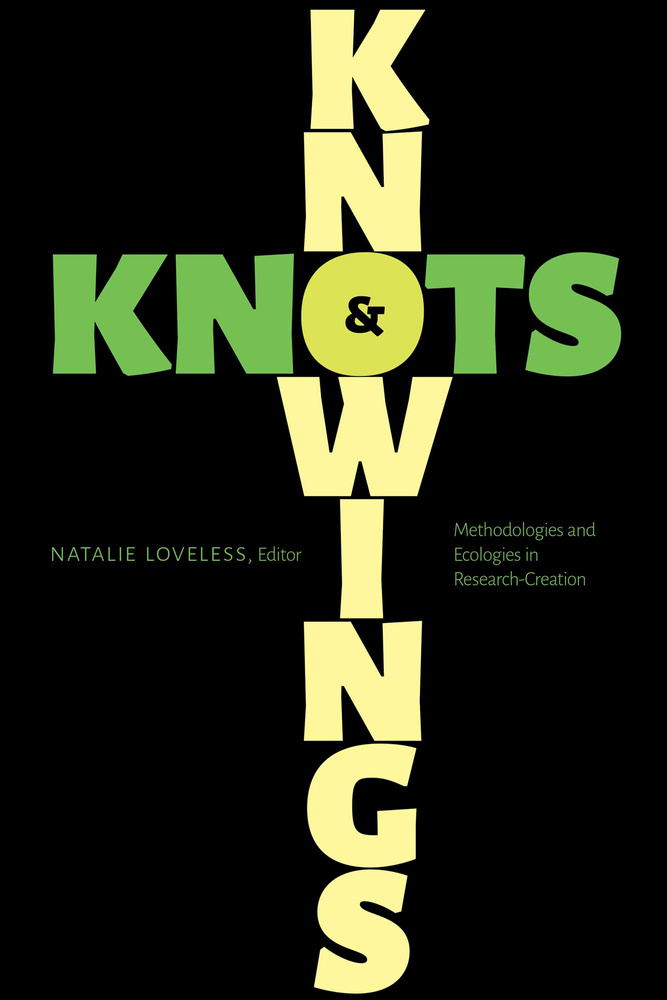 KNOWINGS
KNOTS
&
NATALIE LOVELESS, Editor
Methodologies and
Ecologies in
Research-Creation